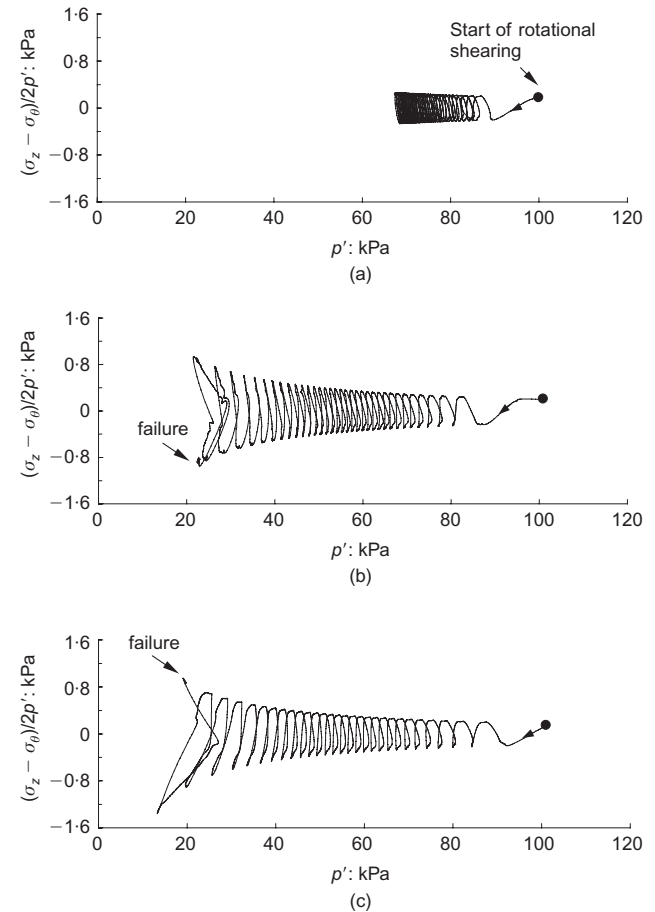 1·6
Start of rotational
shearing
0·8
0
−0·8
−1·6
(σz − σθ)/2p′: kPa
0 20 40 60 80 100 120
p′: kPa
(a)
1·6
0·8
0
failure
−0·8
−1·6
(σz − σθ)/2p′: kPa
0 20 40 60 80 100 120
p′: kPa
(b)
1·6
failure
0·8
0
−0·8
−1·6
(σz − σθ)/2p′: kPa
0 20 40 60 80 100 120
p′: kPa
(c)